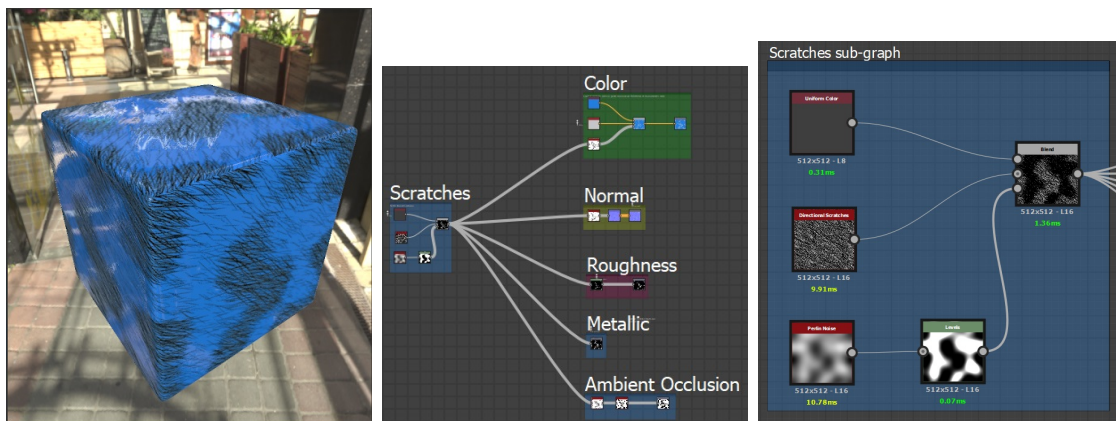 Color
Scratches
Normal
Roughness
Metallic
Ambient Occlusion
Scratches sub-graph
Uniform Color
512x512 - L8
0.31ms
Blend
512x512 - L16
1.36ms
Directional Scratches
512x512 - L16
9.91ms
Perlin Noise
512x512 - L16
10.78ms
Levels
512x512 - L16
0.07ms